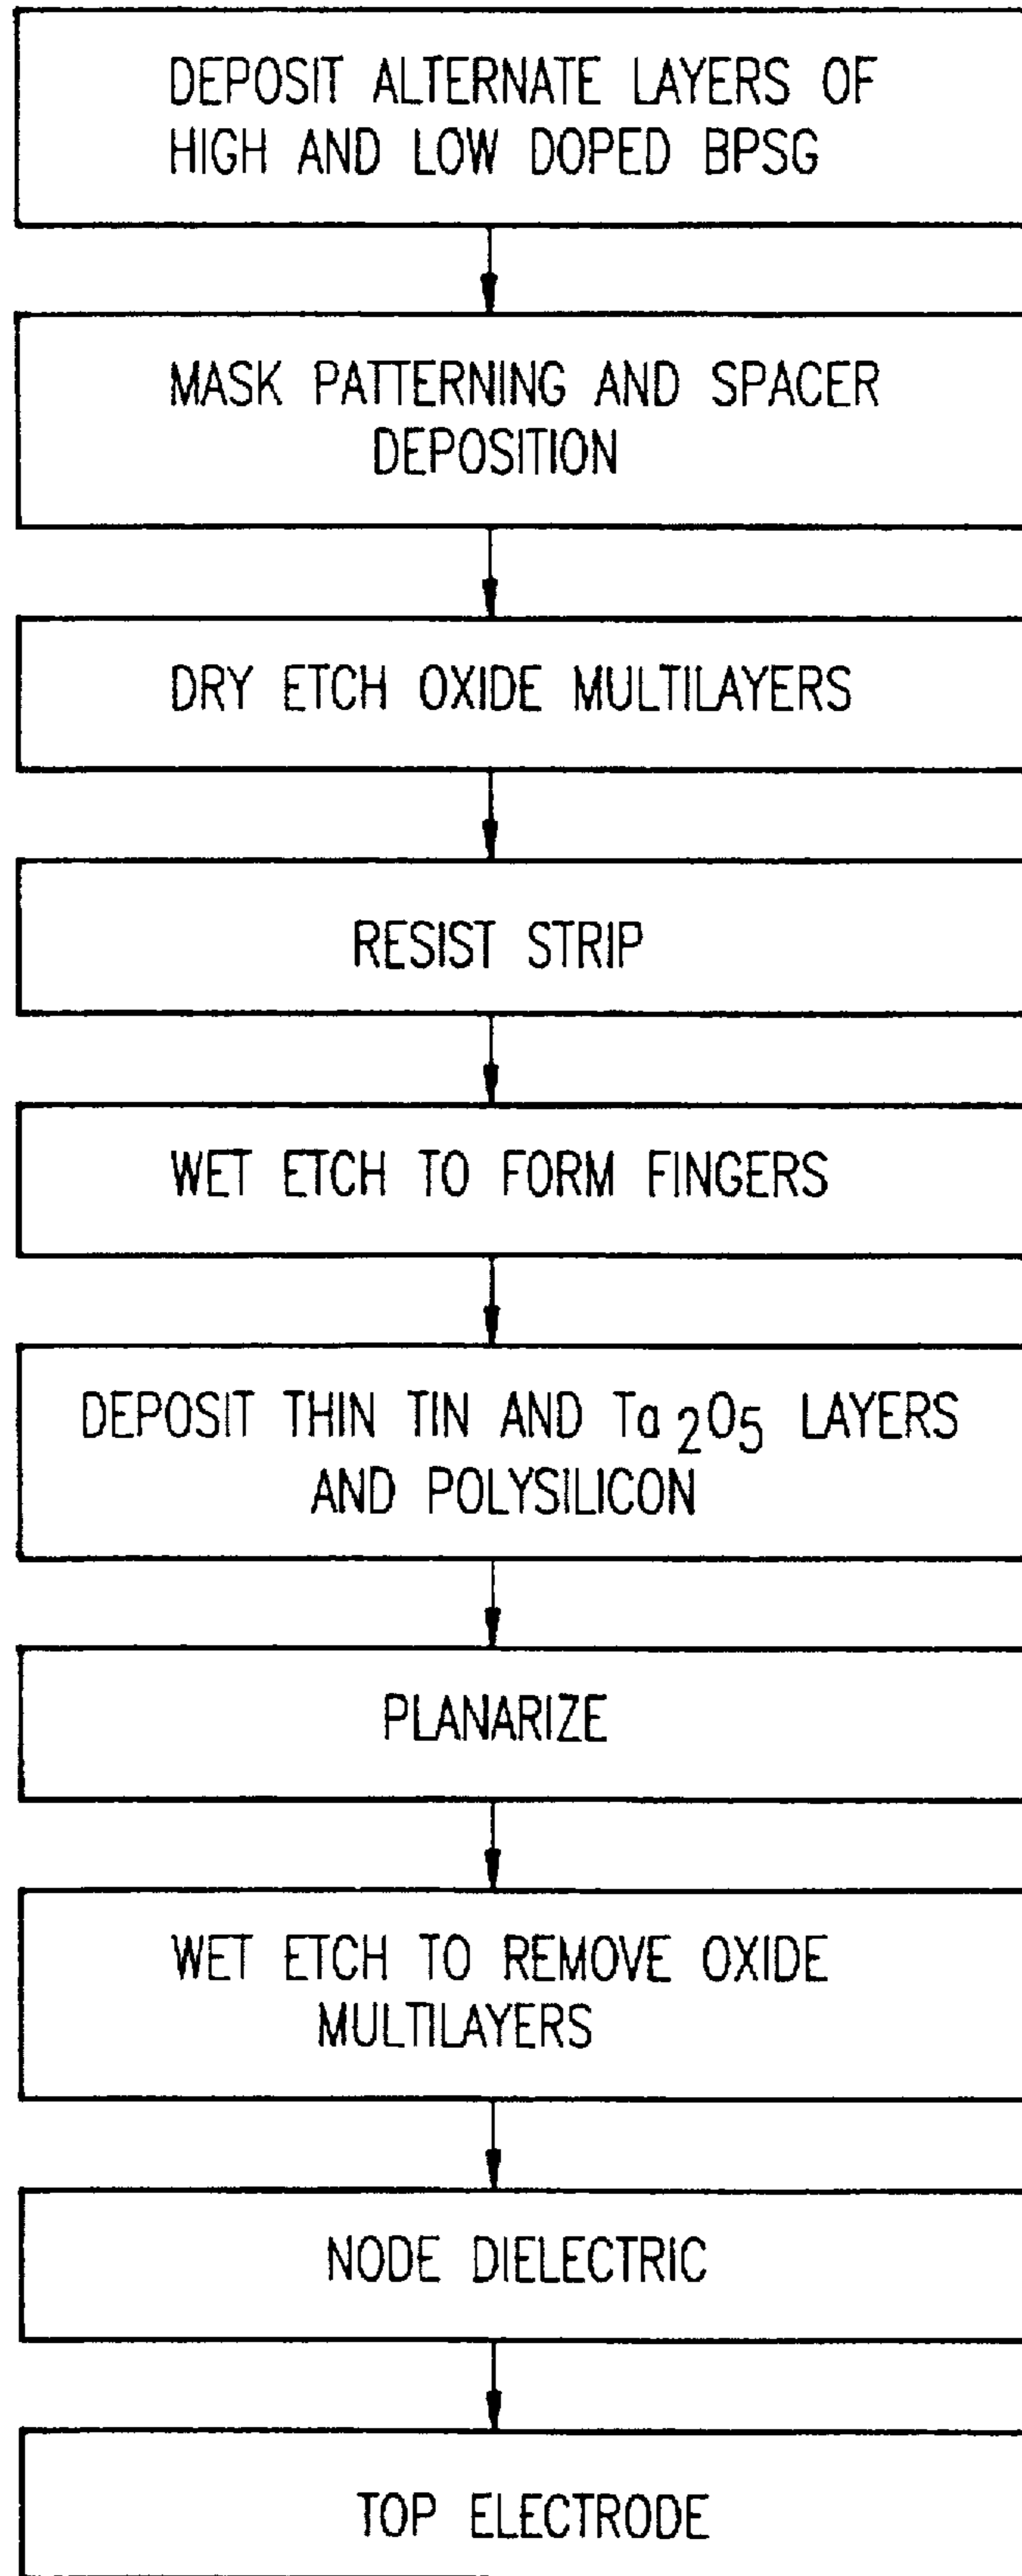 DEPOSIT ALTERNATE LAYERS OF
HIGH AND LOW DOPED BPSG
MASK PATTERNING AND SPACER
DEPOSITION
DRY ETCH OXIDE MULTILAYERS
RESIST STRIP
WET ETCH TO FORM FINGERS
DEPOSIT THIN TIN AND Ta2O5 LAYERS
AND POLYSILICON
PLANARIZE
WET ETCH TO REMOVE OXIDE
MULTILAYERS
NODE DIELECTRIC
TOP ELECTRODE